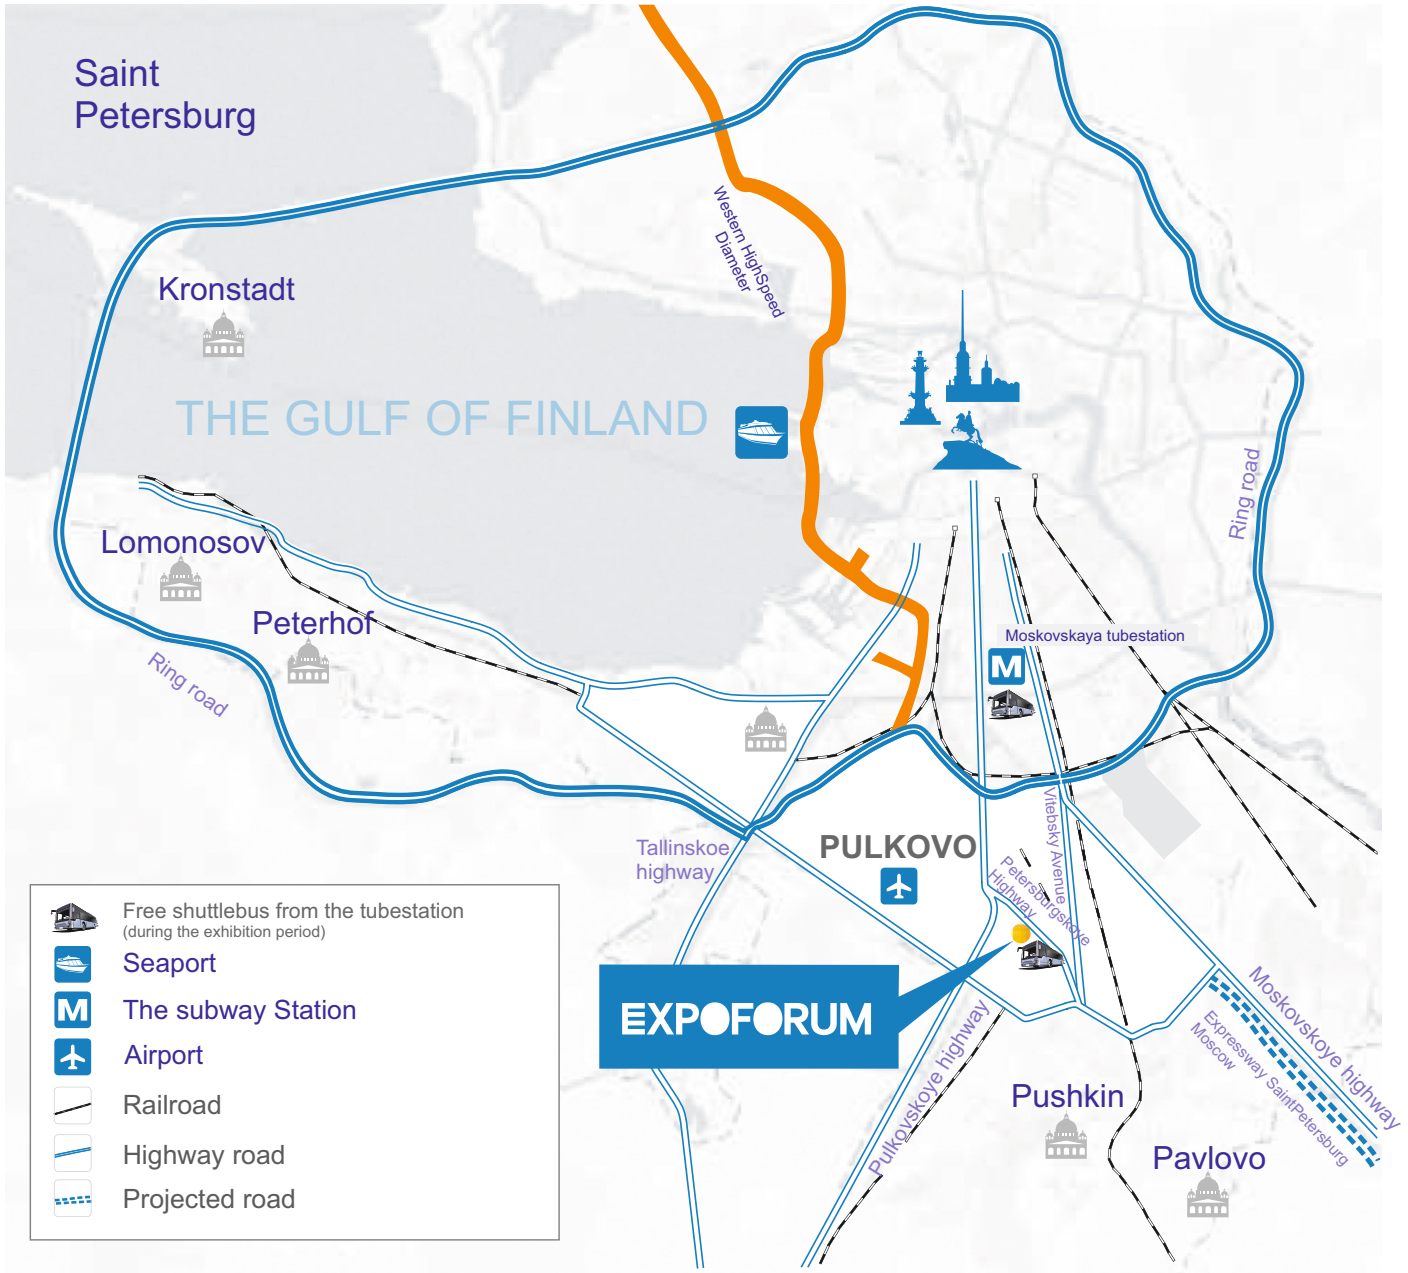 Saint
Petersburg
Western HighSpeed
Diameter
Kronstadt
THE GULF OF FINLAND
Ring road
Lomonosov
Peterhof
Moskovskaya tubestation
M
Ring road
Vitebsky Avenue
Tallinskoe
highway
PULKOVO
Petersburgskoye
Highway
EXPOFORUM
Pulkovskoye highway
Moskovskoye highway
Expressway SaintPetersburg
Moscow
Pushkin
Pavlovo
Free shuttlebus from the tubestation
(during the exhibition period)
Seaport
M The subway Station
Airport
Railroad
Highway road
Projected road